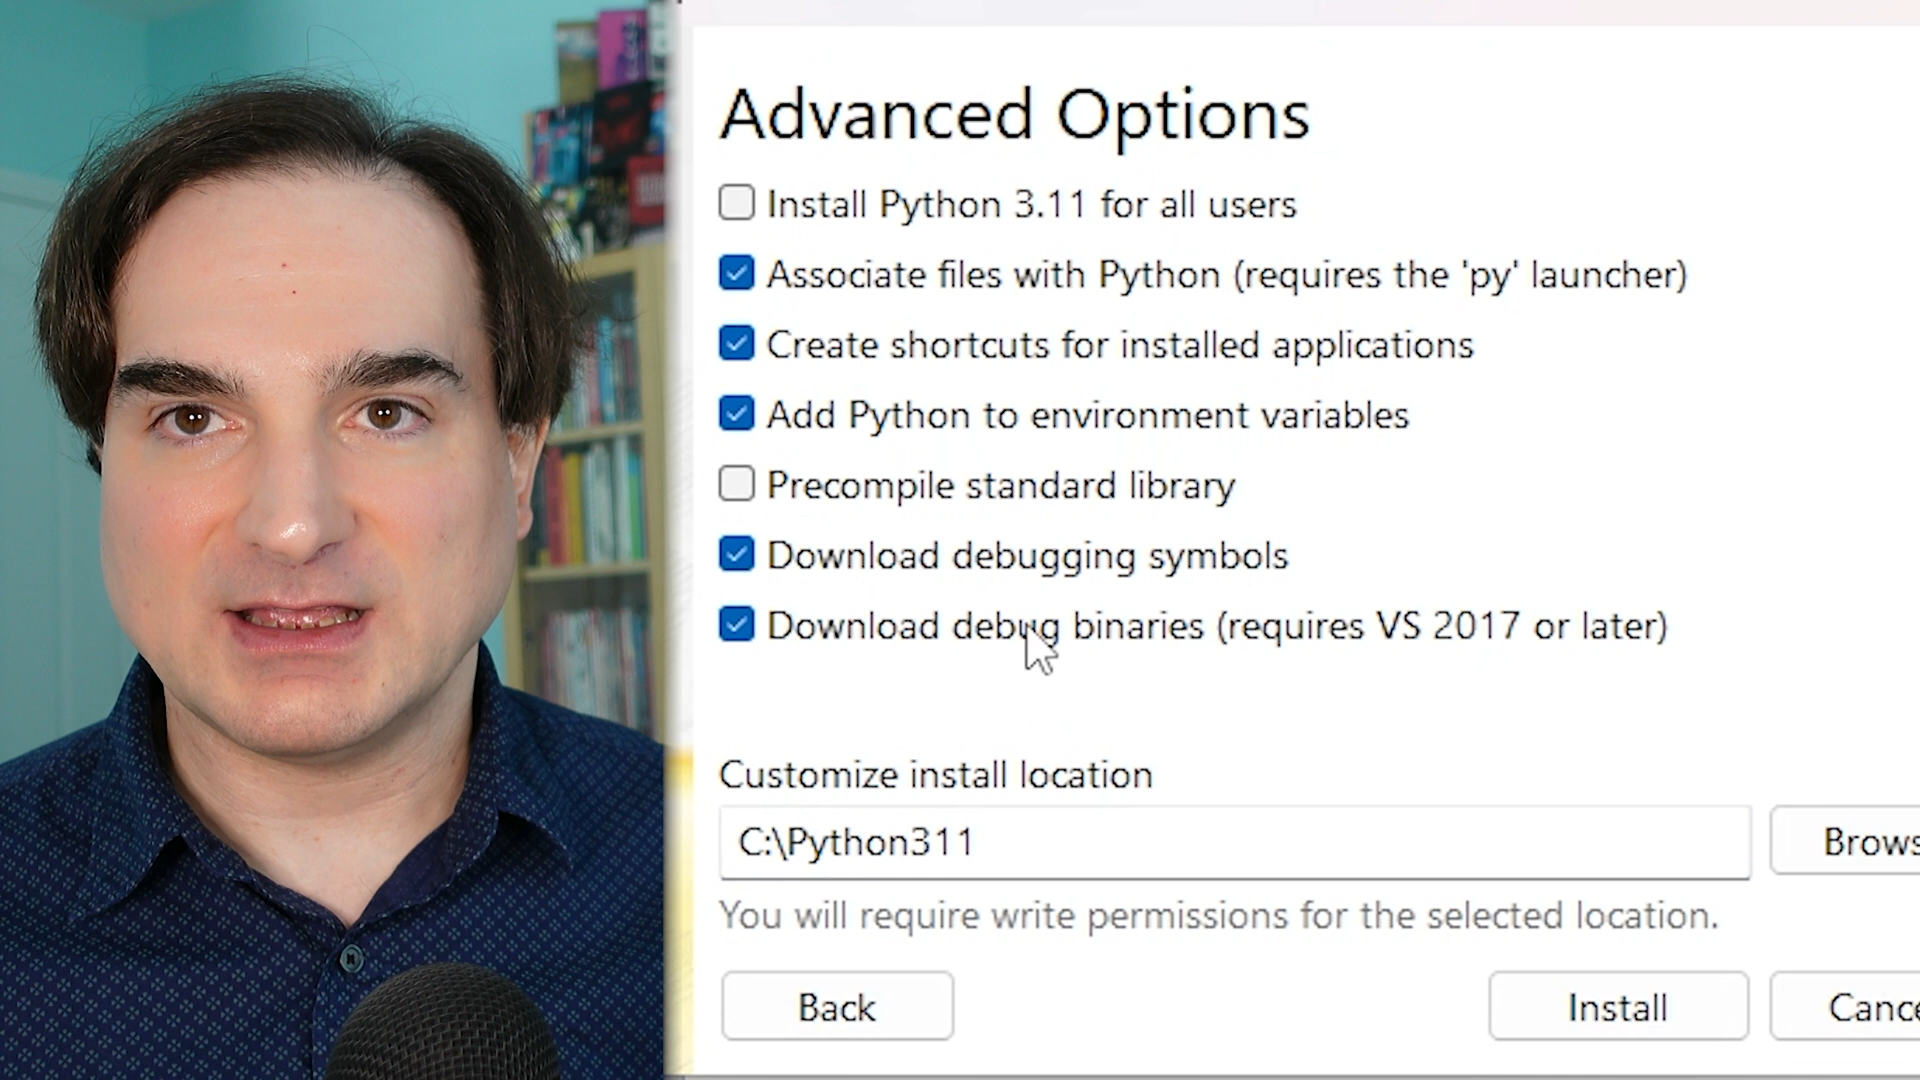 Advanced Options
Install Python 3.11 for all users
Associate files with Python (requires the 'py' launcher)
Create shortcuts for installed applications
Add Python to environment variables
Precompile standard library
Download debugging symbols
Download debug binaries (requires VS 2017 or later)
Customize install location
C:\Python311
Brows
You will require write permissions for the selected location.
Back
Install
Cance